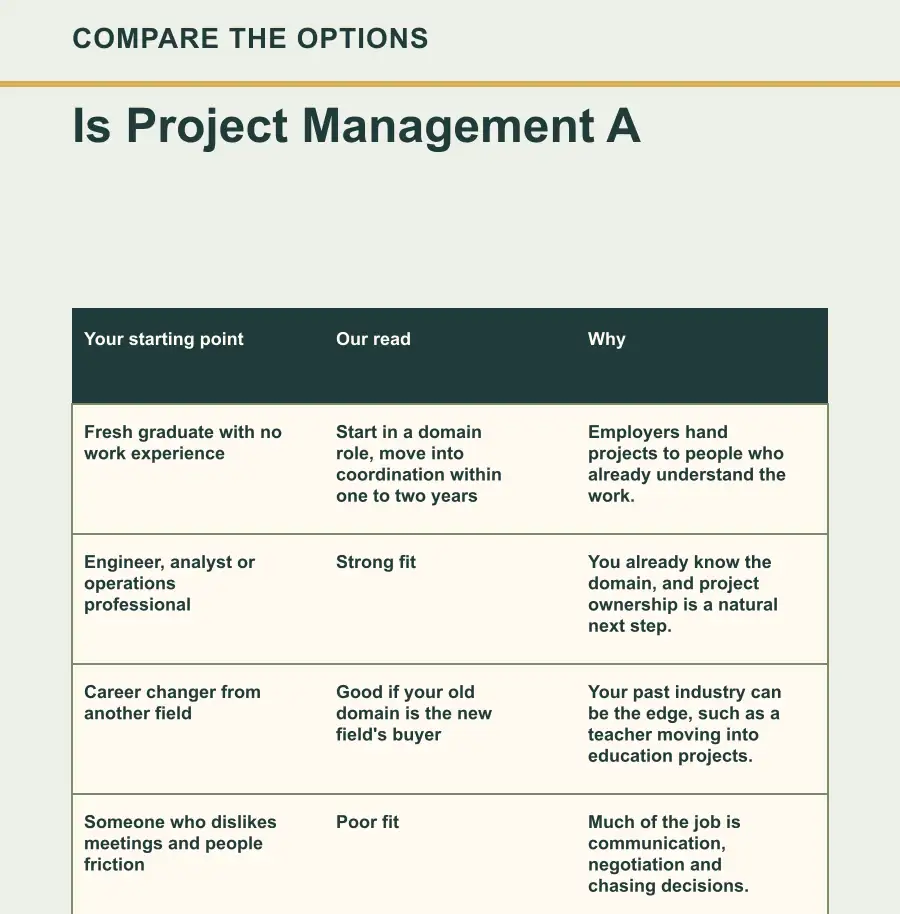 COMPARE THE OPTIONS
Is Project Management A
Your starting point
Our read
Why
Fresh graduate with no
work experience
Start in a domain
role, move into
coordination within
one to two years
Employers hand
projects to people who
already understand the
work.
Engineer, analyst or
operations
professional
Strong fit
You already know the
domain, and project
ownership is a natural
next step.
Career changer from
another field
Good if your old
domain is the new
field's buyer
Your past industry can
be the edge, such as a
teacher moving into
education projects.
Someone who dislikes
meetings and people
friction
Poor fit
Much of the job is
communication,
negotiation and
chasing decisions.